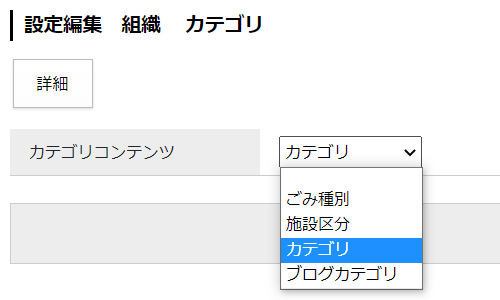 設定編集　組織　カテゴリ
詳細
カテゴリコンテンツ カテゴリ
ごみ種別
施設区分
カテゴリ
ブログカテゴリ